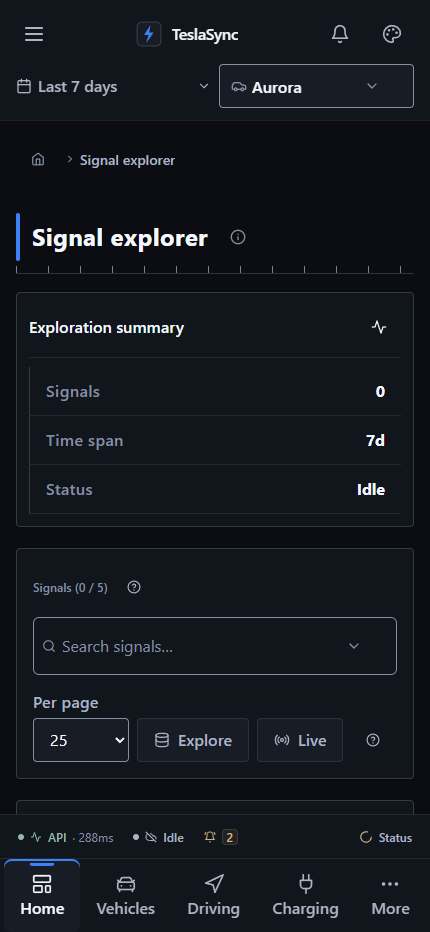 TeslaSync
Last 7 days
Aurora
Signal explorer
Signal explorer
Exploration summary
Signals 0
Time span 7d
Status Idle
Signals (0 / 5)
Search signals...
Per page
25 Explore Live
API · 288ms Idle 2 Status
Home Vehicles Driving Charging More